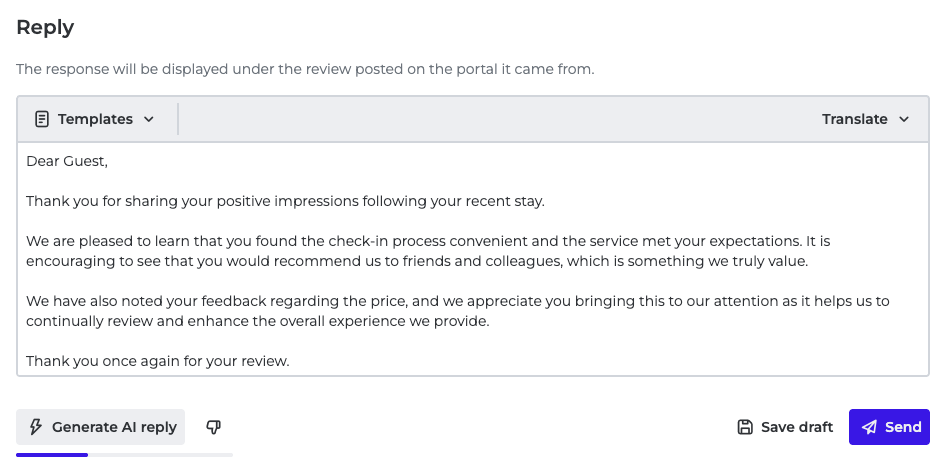 Reply
The response will be displayed under the review posted on the portal it came from.
Templates
Translate
Dear Guest,
Thank you for sharing your positive impressions following your recent stay.
We are pleased to learn that you found the check-in process convenient and the service met your expectations. It is
encouraging to see that you would recommend us to friends and colleagues, which is something we truly value.
We have also noted your feedback regarding the price, and we appreciate you bringing this to our attention as it helps us to
continually review and enhance the overall experience we provide.
Thank you once again for your review.
Generate AI reply
Save draft
Send